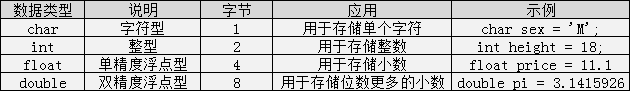 数据类型 说明 字节 应用 示例
char 字符型 1 用于存储单个字符 char sex = 'M';
int 整型 2 用于存储整数 int height = 18;
float 单精度浮点型 4 用于存储小数 float price = 11.1
double 双精度浮点型 8 用于存储位数更多的小数 double pi = 3.1415926